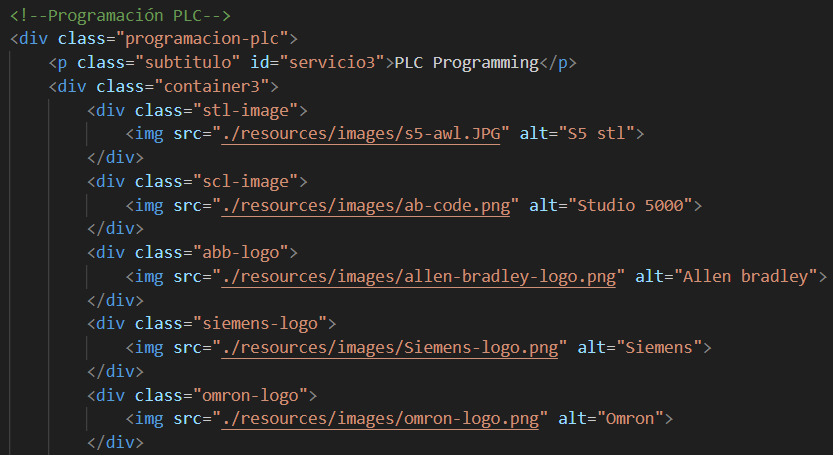 <!--Programación PLC-->
<div class="programacion-plc">
<p class="subtitulo" id="servicio3">PLC Programming</p>
<div class="container3">
<div class="stl-image">
<img src="./resources/images/s5-awl.JPG" alt="S5 stl">
</div>
<div class="scl-image">
<img src="./resources/images/ab-code.png" alt="Studio 5000">
</div>
<div class="abb-logo">
<img src="./resources/images/allen-bradley-logo.png" alt="Allen bradley">
</div>
<div class="siemens-logo">
<img src="./resources/images/Siemens-logo.png" alt="Siemens">
</div>
<div class="omron-logo">
<img src="./resources/images/omron-logo.png" alt="Omron">
</div>